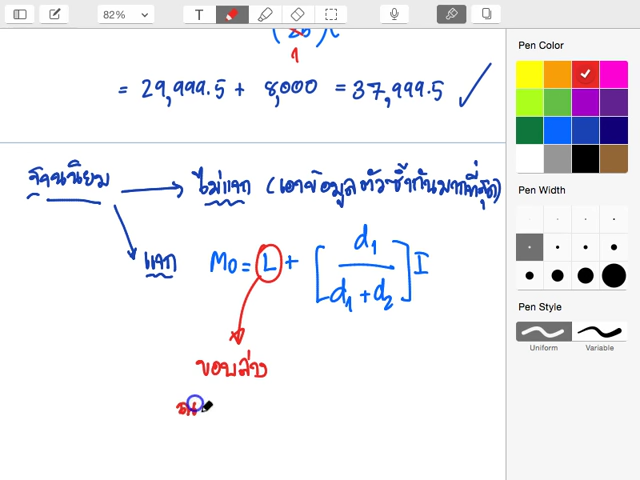 82%
T
1
= 29,999.5 + 8,000 = 37,999.5
ฐานนิยม
ไม่แจก (เอาข้อมูลตัวซ้ำกันมากที่สุด)
แจก Mo = L + [ d1 / d1 + d2 ] I
ขอบล่าง
Pen Color
Pen Width
Pen Style
Uniform Variable